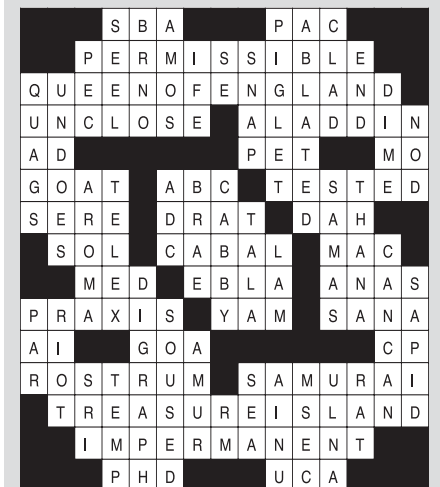 SBA PAC
PERMISSIBLE
QUEENOFENGLAND
UNCLOSE ALADDIN
AD PET MO
GOAT ABC TESTED
SERE DRAT DAH
SOL CABAL MAC
MED EBLA ANAS
PRAXIS YAM SANA
AI GOA CP
ROSTRUM SAMURAI
TREASUREISLAND
IMPERMANENT
PHD UCA